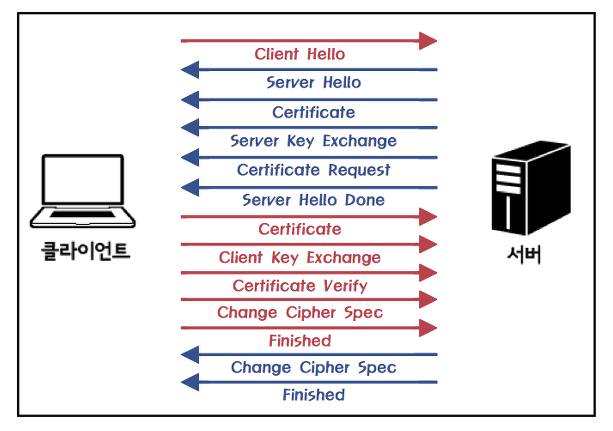 Client Hello
Server Hello
Certificate
Server Key Exchange
Certificate Request
Server Hello Done
Certificate
클라이언트
서버
Client Key Exchange
Certificate Verify
Change Cipher Spec
Finished
Change Cipher Spec
Finished